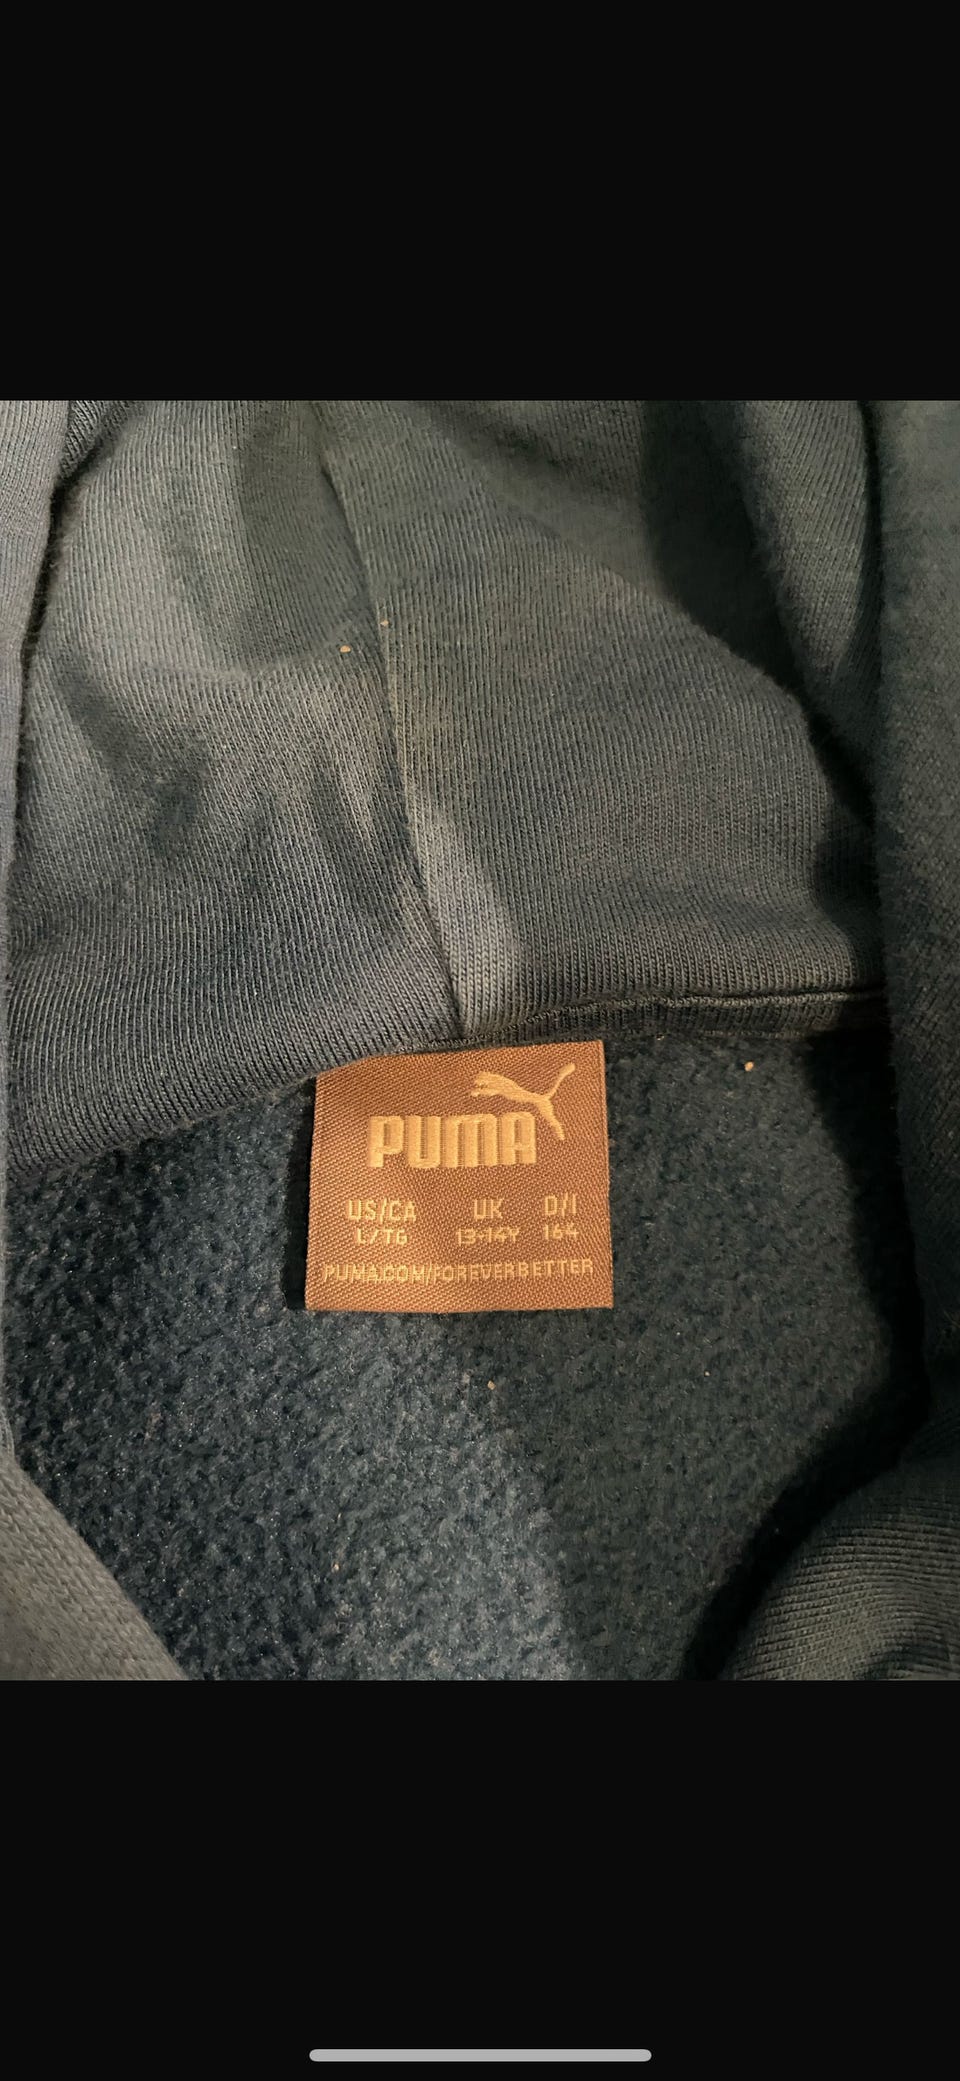 PUMA
US/CA UK D/I
L/TG 13-14Y 164
PUMA.COM/FOREVERBETTER